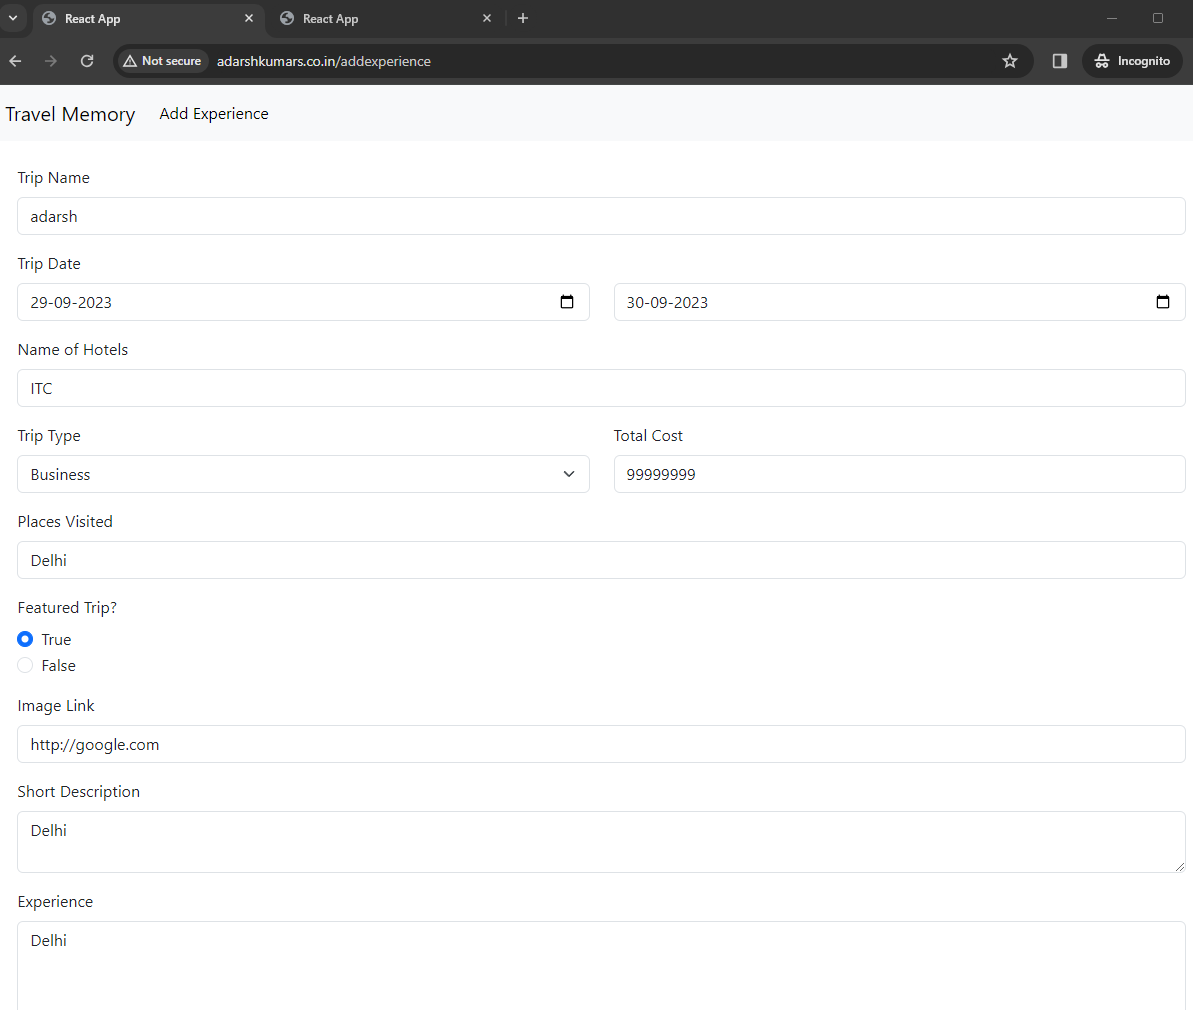 React App
React App
Not secure adarshkumars.co.in/addexperience Incognito
Travel Memory Add Experience
Trip Name
adarsh
Trip Date
29-09-2023 30-09-2023
Name of Hotels
ITC
Trip Type Total Cost
Business 99999999
Places Visited
Delhi
Featured Trip?
True
False
Image Link
http://google.com
Short Description
Delhi
Experience
Delhi